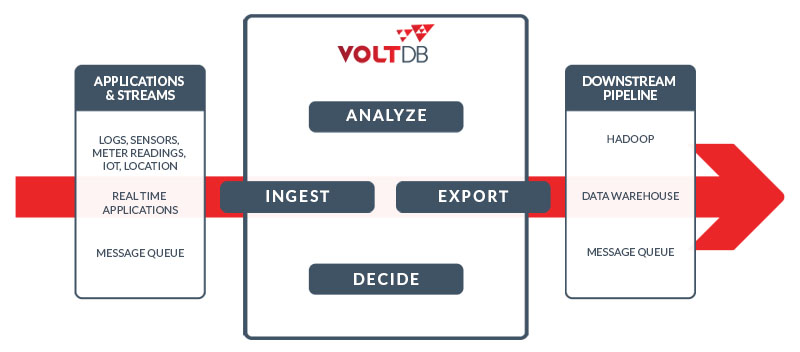 VOLTDB
APPLICATIONS
& STREAMS
LOGS, SENSORS,
METER READINGS,
IOT, LOCATION
REAL TIME
APPLICATIONS
MESSAGE QUEUE
ANALYZE
INGEST
EXPORT
DECIDE
DOWNSTREAM
PIPELINE
HADOOP
DATA WAREHOUSE
MESSAGE QUEUE